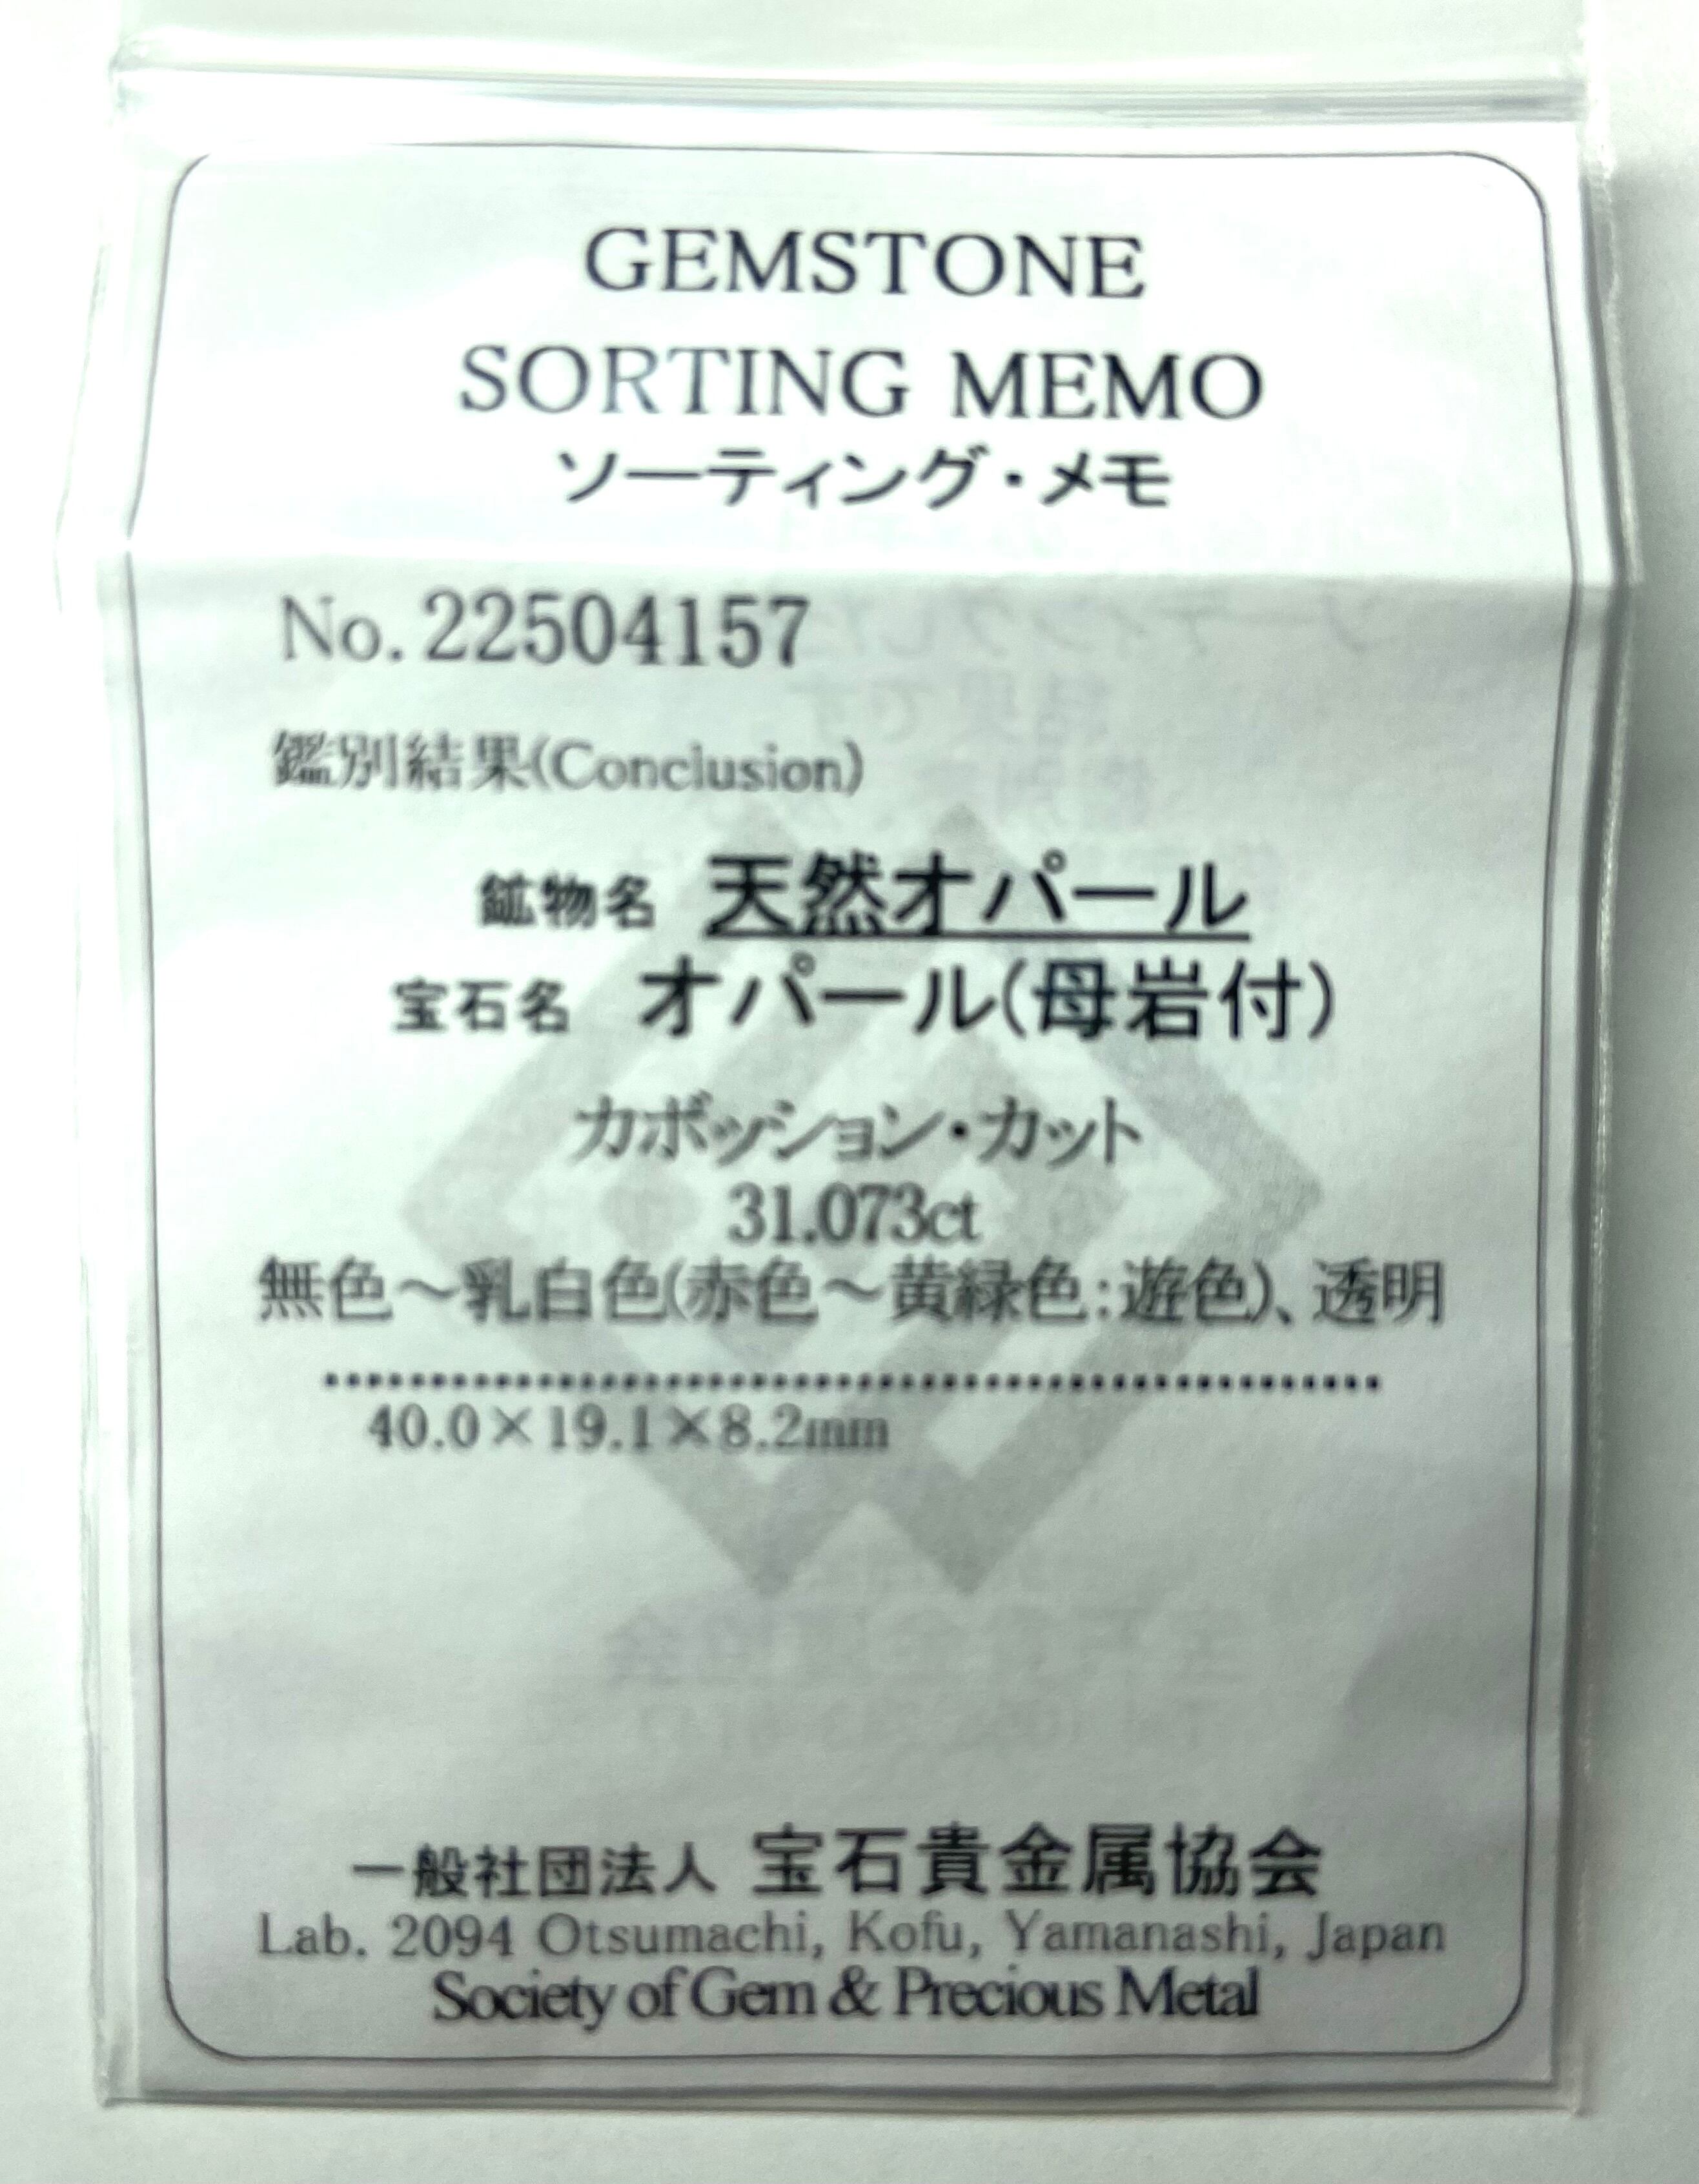 GEMSTONE
SORTING MEMO
ソーティング・メモ
No. 22504157
鑑別結果(Conclusion)
鉱物名 天然オパール
宝石名 オパール(母岩付)
カボッション・カット
31.073ct
無色～乳白色(赤色～黄緑色:遊色)、透明
40.0×19.1×8.2mm
一般社団法人 宝石貴金属協会
Lab. 2094 Otsumachi, Kofu, Yamanashi, Japan
Society of Gem & Precious Metal